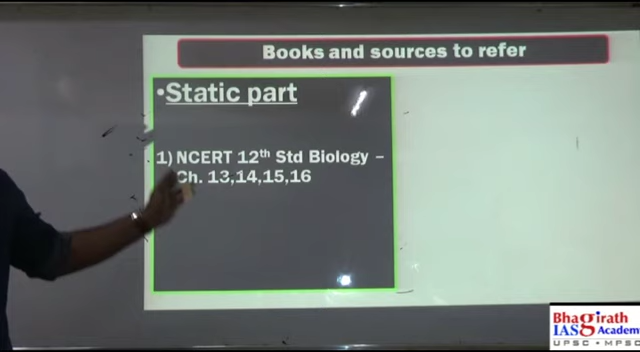 Books and sources to refer
•Static part
1) NCERT 12th Std Biology –
Ch. 13,14,15,16
Bhagirath
IAS Academy
UPSC • MPSC